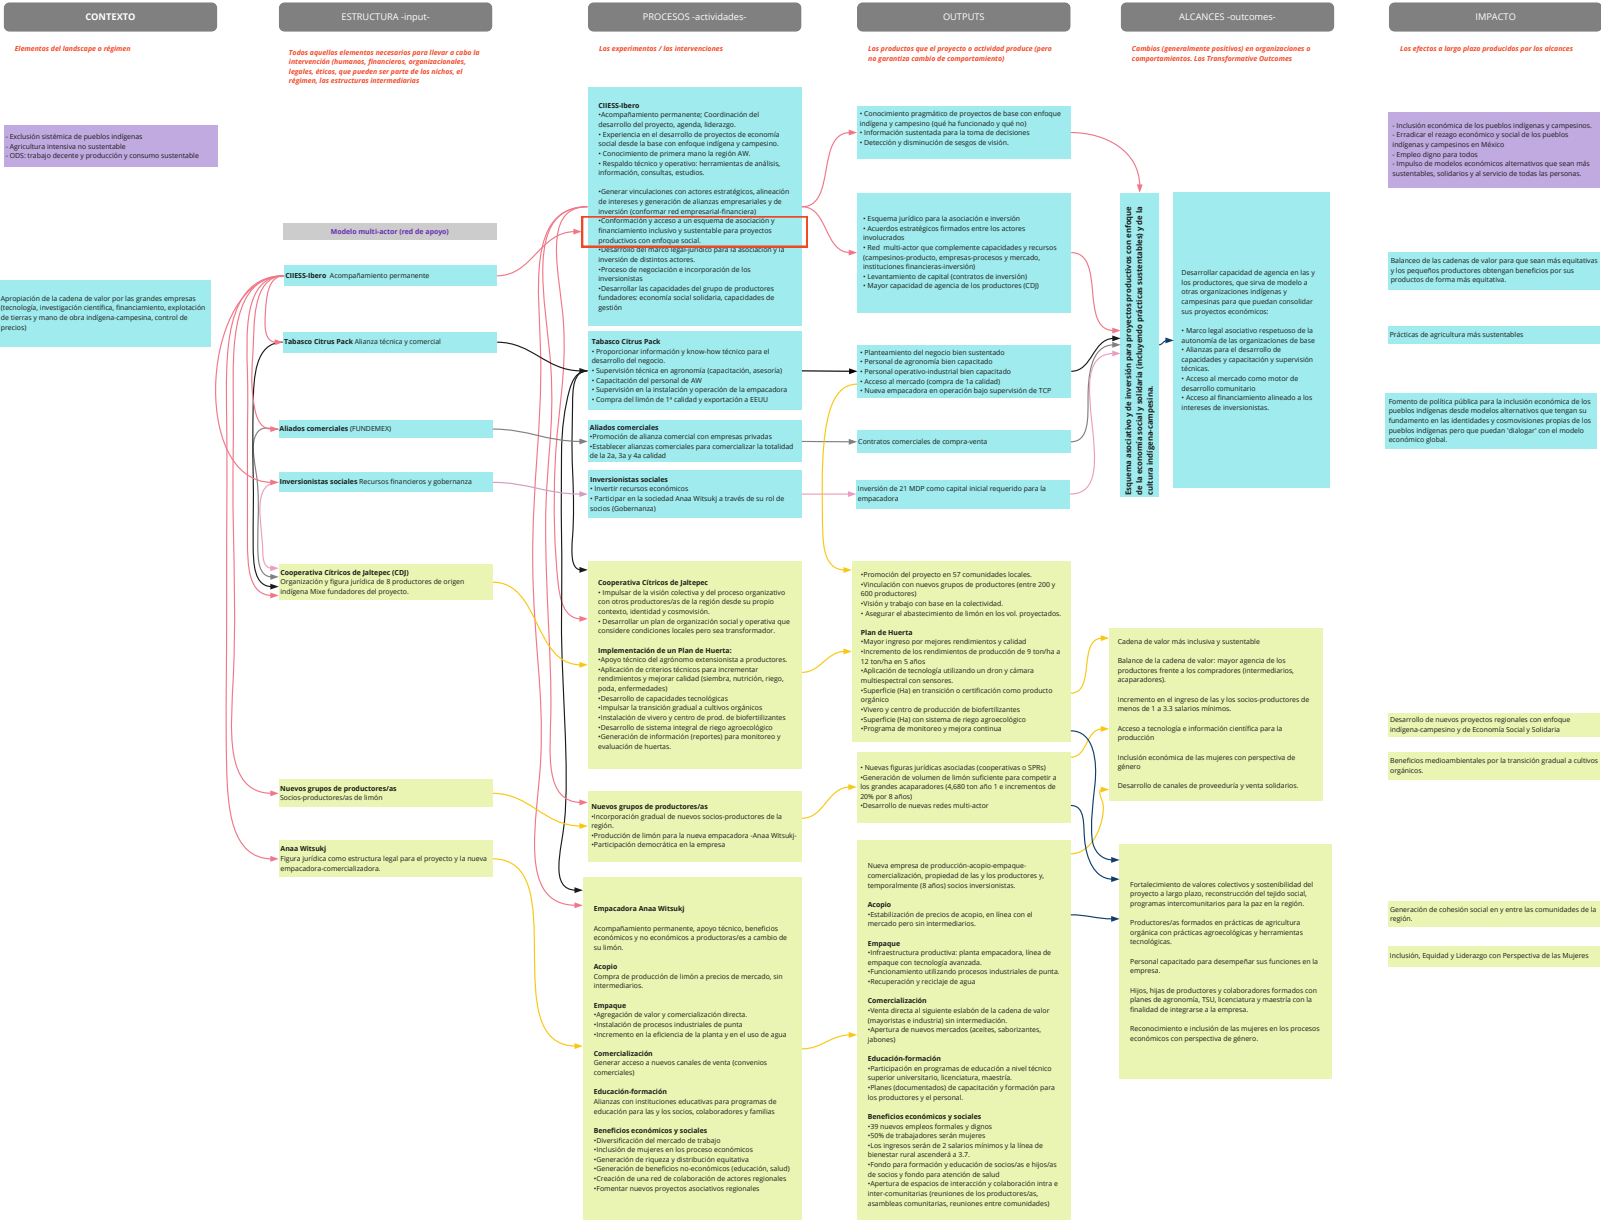 CONTEXTO
ESTRUCTURA -input-
PROCESOS -actividades-
OUTPUTS
ALCANCES -outcomes-
IMPACTO
Elementos del landscape o régimen
Todos aquellos elementos necesarios para llevar a cabo la
intervención (humanos, financieros, organizacionales,
legales, éticos, que pueden ser parte de los nichos, el
régimen, las estructuras intermediarias
Los experimentos / las intervenciones
Los productos que el proyecto o actividad produce (pero
no garantiza cambio de comportamiento)
Cambios (generalmente positivos) en organizaciones o
comportamientos. Los Transformative Outcomes
Los efectos a largo plazo producidos por los alcances
- Exclusión sistémica de pueblos indígenas
- Agricultura intensiva no sustentable
- ODS: trabajo decente y producción y consumo sustentable
Apropiación de la cadena de valor por las grandes empresas
(tecnología, investigación científica, financiamiento, explotación
de tierras y mano de obra indígena-campesina, control de
precios)
Modelo multi-actor (red de apoyo)
CIIESS-Ibero Acompañamiento permanente
Tabasco Citrus Pack Alianza técnica y comercial
Aliados comerciales (FUNDEMEX)
Inversionistas sociales Recursos financieros y gobernanza
Cooperativa Cítricos de Jaltepec (CDJ)
Organización y figura jurídica de 8 productores de origen
indígena Mixe fundadores del proyecto.
Nuevos grupos de productores/as
Socios-productores/as de limón
Anaa Witsukj
Figura jurídica como estructura legal para el proyecto y la nueva
empacadora-comercializadora.
CIIESS-Ibero
•Acompañamiento permanente; Coordinación del
desarrollo del proyecto, agenda, liderazgo.
• Experiencia en el desarrollo de proyectos de economía
social desde la base con enfoque indígena y campesino.
• Conocimiento de primera mano la región AW.
• Respaldo técnico y operativo: herramientas de análisis,
información, consultas, estudios.
•Generar vinculaciones con actores estratégicos, alineación
de intereses y generación de alianzas empresariales y de
inversión (conformar red empresarial-financiera)
•Conformación y acceso a un esquema de asociación y
financiamiento inclusivo y sustentable para proyectos
productivos con enfoque social.
•Desarrollo del marco legal-jurídico para la asociación y la
inversión de distintos actores.
•Proceso de negociación e incorporación de los
inversionistas
•Desarrollar las capacidades del grupo de productores
fundadores: economía social solidaria, capacidades de
gestión
Tabasco Citrus Pack
• Proporcionar información y know-how técnico para el
desarrollo del negocio.
• Supervisión técnica en agronomía (capacitación, asesoría)
• Capacitación del personal de AW
• Supervisión en la instalación y operación de la empacadora
• Compra del limón de 1ª calidad y exportación a EEUU
Aliados comerciales
•Promoción de alianza comercial con empresas privadas
•Establecer alianzas comerciales para comercializar la totalidad
de la 2a, 3a y 4a calidad
Inversionistas sociales
• Invertir recursos económicos
• Participar en la sociedad Anaa Witsukj a través de su rol de
socios (Gobernanza)
Cooperativa Cítricos de Jaltepec
• Impulsar de la visión colectiva y del proceso organizativo
con otros productores/as de la región desde su propio
contexto, identidad y cosmovisión.
• Desarrollar un plan de organización social y operativa que
considere condiciones locales pero sea transformador.
Implementación de un Plan de Huerta:
•Apoyo técnico del agrónomo extensionista a productores.
•Aplicación de criterios técnicos para incrementar
rendimientos y mejorar calidad (siembra, nutrición, riego,
poda, enfermedades)
•Desarrollo de capacidades tecnológicas
•Impulsar la transición gradual a cultivos orgánicos
•Instalación de vivero y centro de prod. de biofertiilizantes
•Desarrollo de sistema integral de riego agroecológico
•Generación de información (reportes) para monitoreo y
evaluación de huertas.
Nuevos grupos de productores/as
•Incorporación gradual de nuevos socios-productores de la
región.
•Producción de limón para la nueva empacadora -Anaa Witsukj-
•Participación democrática en la empresa
Empacadora Anaa Witsukj
Acompañamiento permanente, apoyo técnico, beneficios
económicos y no económicos a productoras/es a cambio de
su limón.
Acopio
Compra de producción de limón a precios de mercado, sin
intermediarios.
Empaque
•Agregación de valor y comercialización directa.
•Instalación de procesos industriales de punta
•Incremento en la eficiencia de la planta y en el uso de agua
Comercialización
Generar acceso a nuevos canales de venta (convenios
comerciales)
Educación-formación
Alianzas con instituciones educativas para programas de
educación para las y los socios, colaboradores y familias
Beneficios económicos y sociales
•Diversificación del mercado de trabajo
•Inclusión de mujeres en los proceso económicos
•Generación de riqueza y distribución equitativa
•Generación de beneficios no-económicos (educación, salud)
•Creación de una red de colaboración de actores regionales
•Fomentar nuevos proyectos asociativos regionales
• Conocimiento pragmático de proyectos de base con enfoque
indígena y campesino (qué ha funcionado y qué no)
• Información sustentada para la toma de decisiones
• Detección y disminución de sesgos de visión.
• Esquema jurídico para la asociación e inversión
• Acuerdos estratégicos firmados entre los actores
involucrados
• Red multi-actor que complemente capacidades y recursos
(campesinos-producto, empresas-procesos y mercado,
instituciones financieras-inversión)
• Levantamiento de capital (contratos de inversión)
• Mayor capacidad de agencia de los productores (CDJ)
• Planteamiento del negocio bien sustentado
• Personal de agronomía bien capacitado
• Personal operativo-industrial bien capacitado
• Acceso al mercado (compra de 1a calidad)
• Nueva empacadora en operación bajo supervisión de TCP
Contratos comerciales de compra-venta
Inversión de 21 MDP como capital inicial requerido para la
empacadora
•Promoción del proyecto en 57 comunidades locales.
•Vinculación con nuevos grupos de productores (entre 200 y
600 productores)
•Visión y trabajo con base en la colectividad.
• Asegurar el abastecimiento de limón en los vol. proyectados.
Plan de Huerta
•Mayor ingreso por mejores rendimientos y calidad
•Incremento de los rendimientos de producción de 9 ton/ha a
12 ton/ha en 5 años
•Aplicación de tecnología utilizando un dron y cámara
multiespectral con sensores.
•Superficie (Ha) en transición o certificación como producto
orgánico
•Vivero y centro de producción de biofertilizantes
•Superficie (Ha) con sistema de riego agroecológico
•Programa de monitoreo y mejora continua
• Nuevas figuras jurídicas asociadas (cooperativas o SPRs)
•Generación de volumen de limón suficiente para competir a
los grandes acaparadores (4,680 ton año 1 e incrementos de
20% por 8 años)
•Desarrollo de nuevas redes multi-actor
Nueva empresa de producción-acopio-empaque-
comercialización, propiedad de las y los productores y,
temporalmente (8 años) socios inversionistas.
Acopio
•Estabilización de precios de acopio, en línea con el
mercado pero sin intermediarios.
Empaque
•Infraestructura productiva: planta empacadora, línea de
empaque con tecnología avanzada.
•Funcionamiento utilizando procesos industriales de punta.
•Recuperación y reciclaje de agua
Comercialización
•Venta directa al siguiente eslabón de la cadena de valor
(mayoristas e industria) sin intermediación.
•Apertura de nuevos mercados (aceites, saborizantes,
jabones)
Educación-formación
•Participación en programas de educación a nivel técnico
superior universitario, licenciatura, maestría.
•Planes (documentados) de capacitación y formación para
los productores y el personal.
Beneficios económicos y sociales
•39 nuevos empleos formales y dignos
•50% de trabajadores serán mujeres
•Los ingresos serán de 2 salarios mínimos y la línea de
bienestar rural ascenderá a 3.7.
•Fondo para formación y educación de socios/as e hijos/as
de socios y fondo para atención de salud
•Apertura de espacios de interacción y colaboración intra e
inter-comunitarias (reuniones de los productores/as,
asambleas comunitarias, reuniones entre comunidades)
Esquema asociativo y de inversión para proyectos productivos con enfoque
de la economía social y solidaria (incluyendo prácticas sustentables) y de la
cultura indígena-campesina.
Desarrollar capacidad de agencia en las y
los productores, que sirva de modelo a
otras organizaciones indígenas y
campesinas para que puedan consolidar
sus proyectos económicos:
• Marco legal asociativo respetuoso de la
autonomía de las organizaciones de base
• Alianzas para el desarrollo de
capacidades y capacitación y supervisión
técnicas.
• Acceso al mercado como motor de
desarrollo comunitario
• Acceso al financiamiento alineado a los
intereses de inversionistas.
Cadena de valor más inclusiva y sustentable
Balance de la cadena de valor: mayor agencia de los
productores frente a los compradores (intermediarios,
acaparadores).
Incremento en el ingreso de las y los socios-productores de
menos de 1 a 3.3 salarios mínimos.
Acceso a tecnología e información científica para la
producción
Inclusión económica de las mujeres con perspectiva de
género
Desarrollo de canales de proveeduría y venta solidarios.
Fortalecimiento de valores colectivos y sostenibilidad del
proyecto a largo plazo, reconstrucción del tejido social,
programas intercomunitarios para la paz en la región.
Productores/as formados en prácticas de agricultura
orgánica con prácticas agroecológicas y herramientas
tecnológicas.
Personal capacitado para desempeñar sus funciones en la
empresa.
Hijos, hijas de productores y colaboradores formados con
planes de agronomía, TSU, licenciatura y maestría con la
finalidad de integrarse a la empresa.
Reconocimiento e inclusión de las mujeres en los procesos
económicos con perspectiva de género.
- Inclusión económica de los pueblos indígenas y campesinos.
- Erradicar el rezago económico y social de los pueblos
indígenas y campesinos en México
- Empleo digno para todos
- Impulso de modelos económicos alternativos que sean más
sustentables, solidarios y al servicio de todas las personas.
Balanceo de las cadenas de valor para que sean más equitativas
y los pequeños productores obtengan beneficios por sus
productos de forma más equitativa.
Prácticas de agricultura más sustentables
Fomento de política pública para la inclusión económica de los
pueblos indígenas desde modelos alternativos que tengan su
fundamento en las identidades y cosmovisiones propias de los
pueblos indígenas pero que puedan 'dialogar' con el modelo
económico global.
Desarrollo de nuevos proyectos regionales con enfoque
indígena-campesino y de Economía Social y Solidaria
Beneficios medioambientales por la transición gradual a cultivos
orgánicos.
Generación de cohesión social en y entre las comunidades de la
región.
Inclusión, Equidad y Liderazgo con Perspectiva de las Mujeres